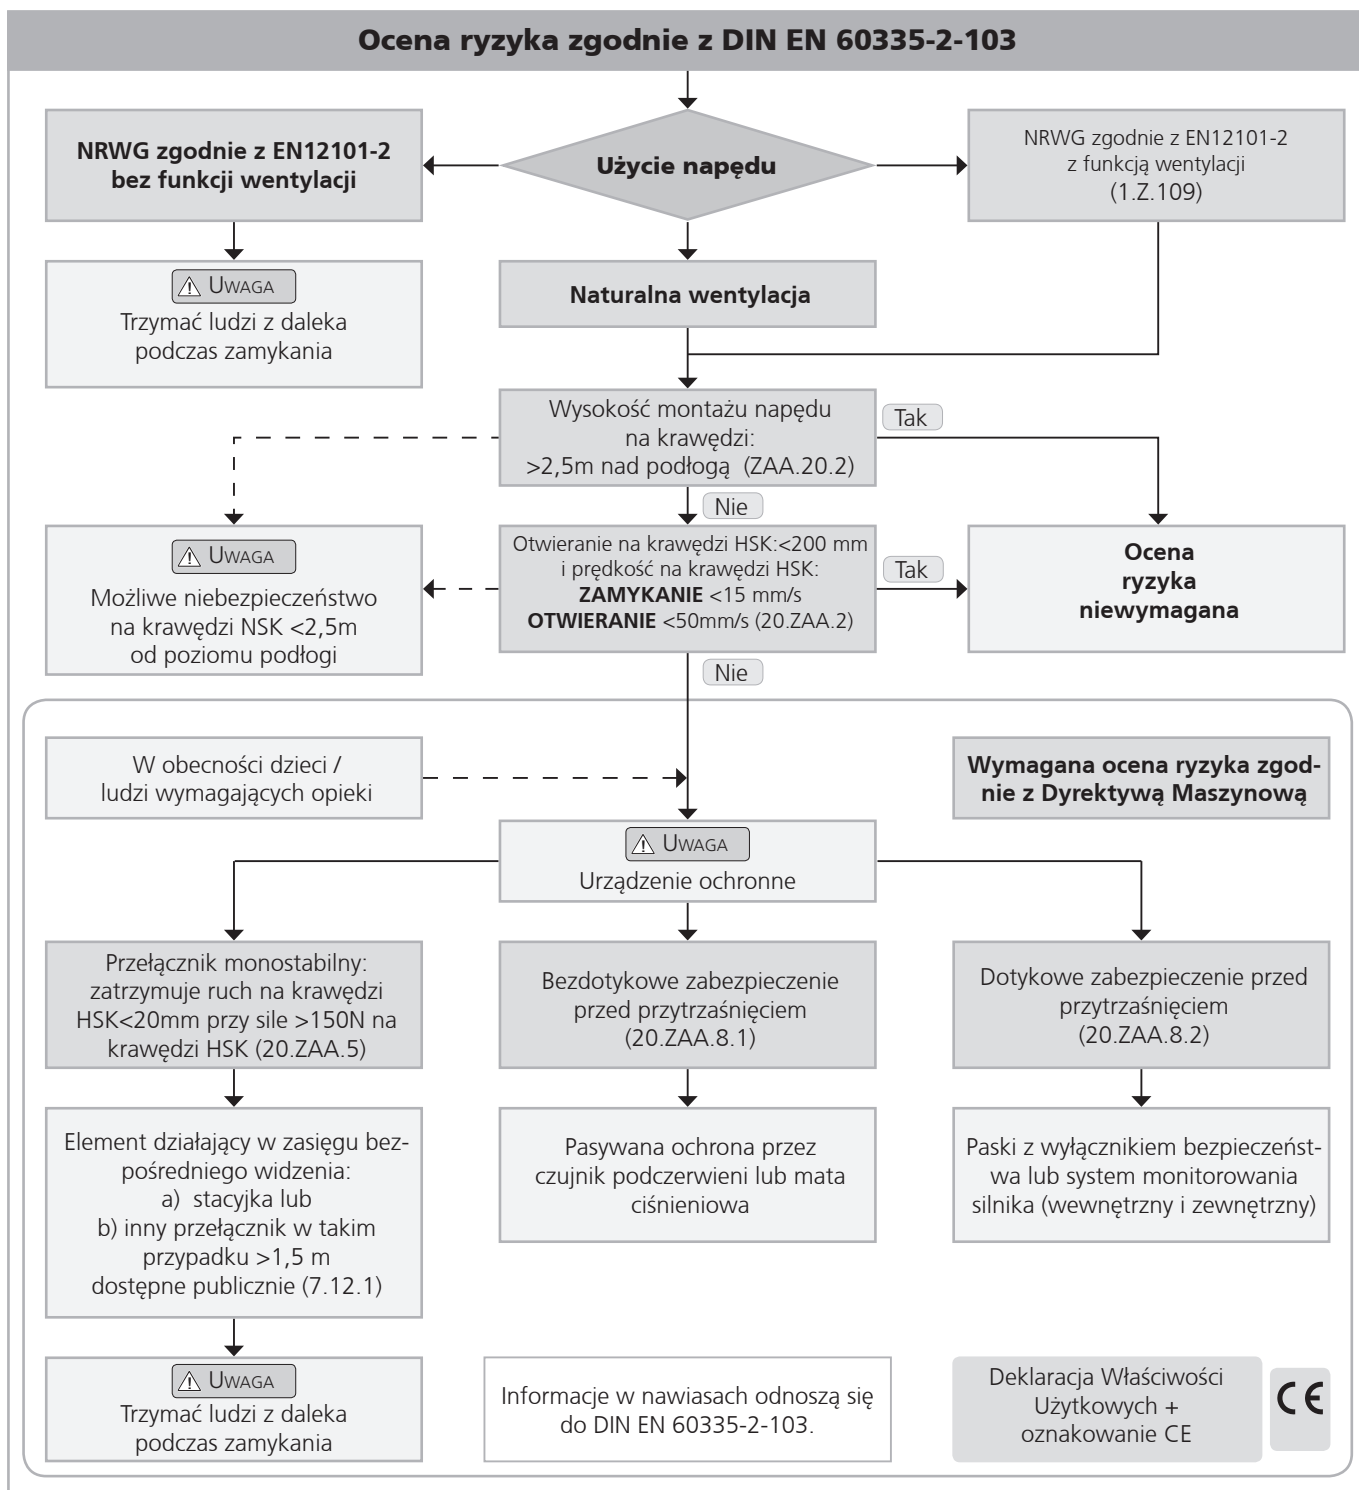 Ocena ryzyka zgodnie z DIN EN 60335-2-103
NRWG zgodnie z EN12101-2
bez funkcji wentylacji
Użycie napędu
NRWG zgodnie z EN12101-2
z funkcją wentylacji
(1.Z.109)
UWAGA
Trzymać ludzi z daleka
podczas zamykania
Naturalna wentylacja
Wysokość montażu napędu
na krawędzi:
>2,5m nad podłogą (ZAA.20.2)
Tak
Nie
UWAGA
Możliwe niebezpieczeństwo
na krawędzi NSK <2,5m
od poziomu podłogi
Otwieranie na krawędzi HSK:<200 mm
i prędkość na krawędzi HSK:
ZAMYKANIE <15 mm/s
OTWIERANIE <50mm/s (20.ZAA.2)
Tak
Ocena
ryzyka
niewymagana
Nie
W obecności dzieci /
ludzi wymagających opieki
Wymagana ocena ryzyka zgod-
nie z Dyrektywą Maszynową
UWAGA
Urządzenie ochronne
Przełącznik monostabilny:
zatrzymuje ruch na krawędzi
HSK<20mm przy sile >150N na
krawędzi HSK (20.ZAA.5)
Bezdotykowe zabezpieczenie
przed przytrzaśnięciem
(20.ZAA.8.1)
Dotykowe zabezpieczenie przed
przytrzaśnięciem
(20.ZAA.8.2)
Element działający w zasięgu bez-
pośredniego widzenia:
a) stacyjka lub
b) inny przełącznik w takim
przypadku >1,5 m
dostępne publicznie (7.12.1)
Pasywana ochrona przez
czujnik podczerwieni lub mata
ciśnieniowa
Paski z wyłącznikiem bezpieczeńst-
wa lub system monitorowania
silnika (wewnętrzny i zewnętrzny)
UWAGA
Trzymać ludzi z daleka
podczas zamykania
Informacje w nawiasach odnoszą się
do DIN EN 60335-2-103.
Deklaracja Właściwości
Użytkowych +
oznakowanie CE
CE